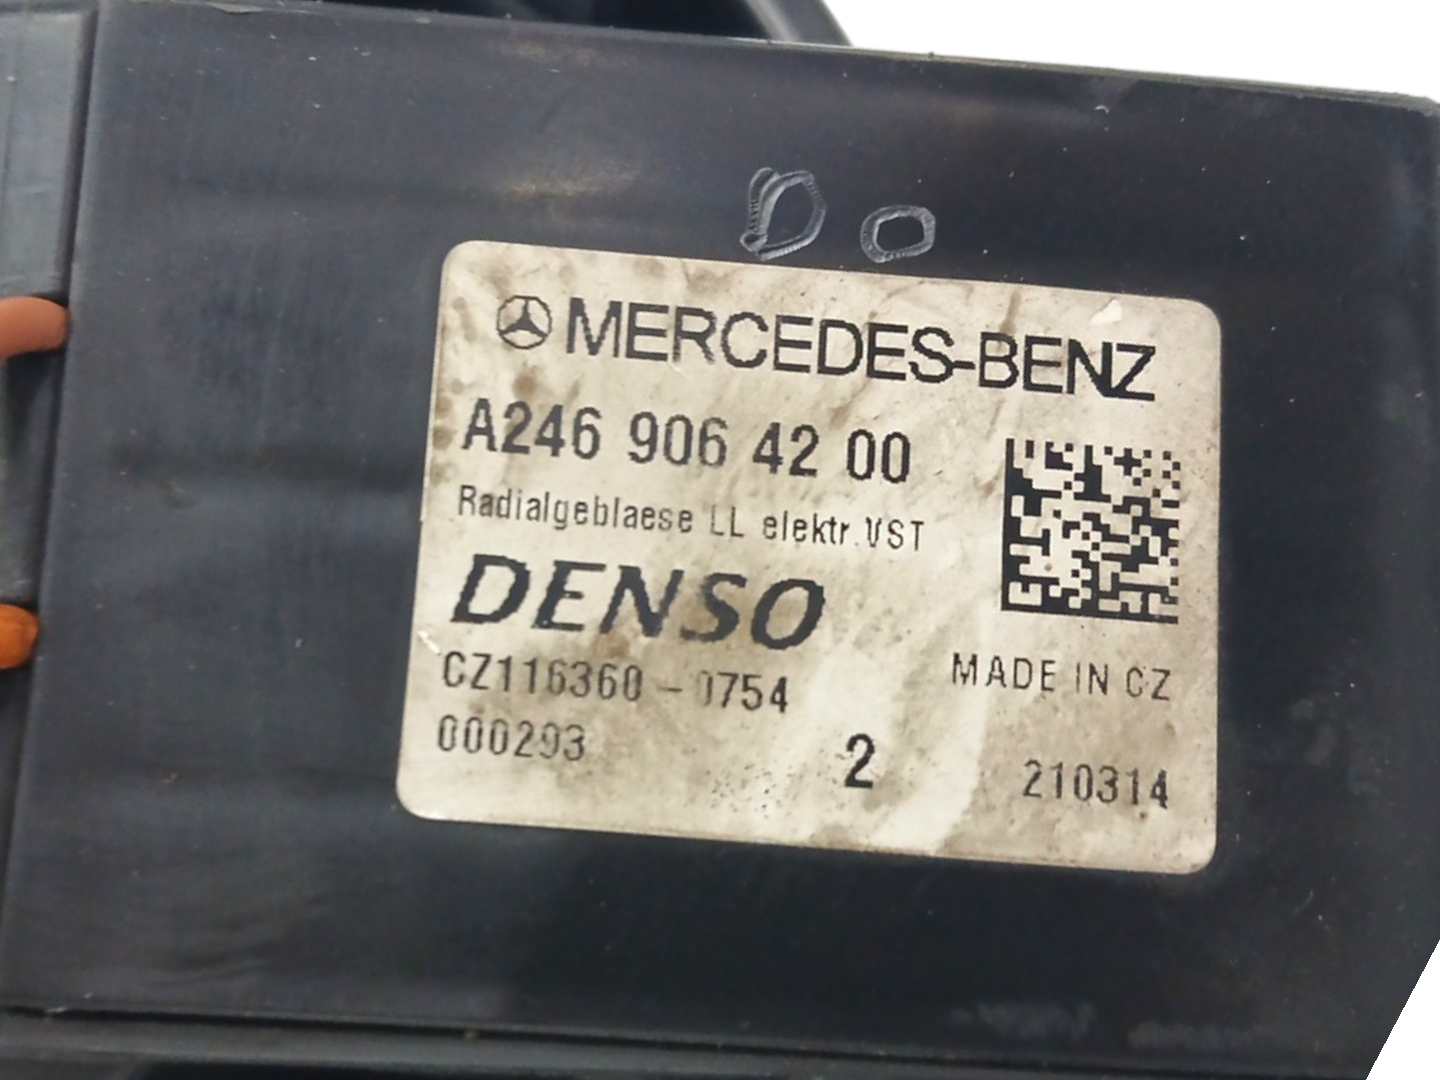 MERCEDES-BENZ
A246 906 42 00
Radialgeblaese LL elektr.VST
DENSO
CZ116360-0754
MADE IN CZ
000293
2
210314